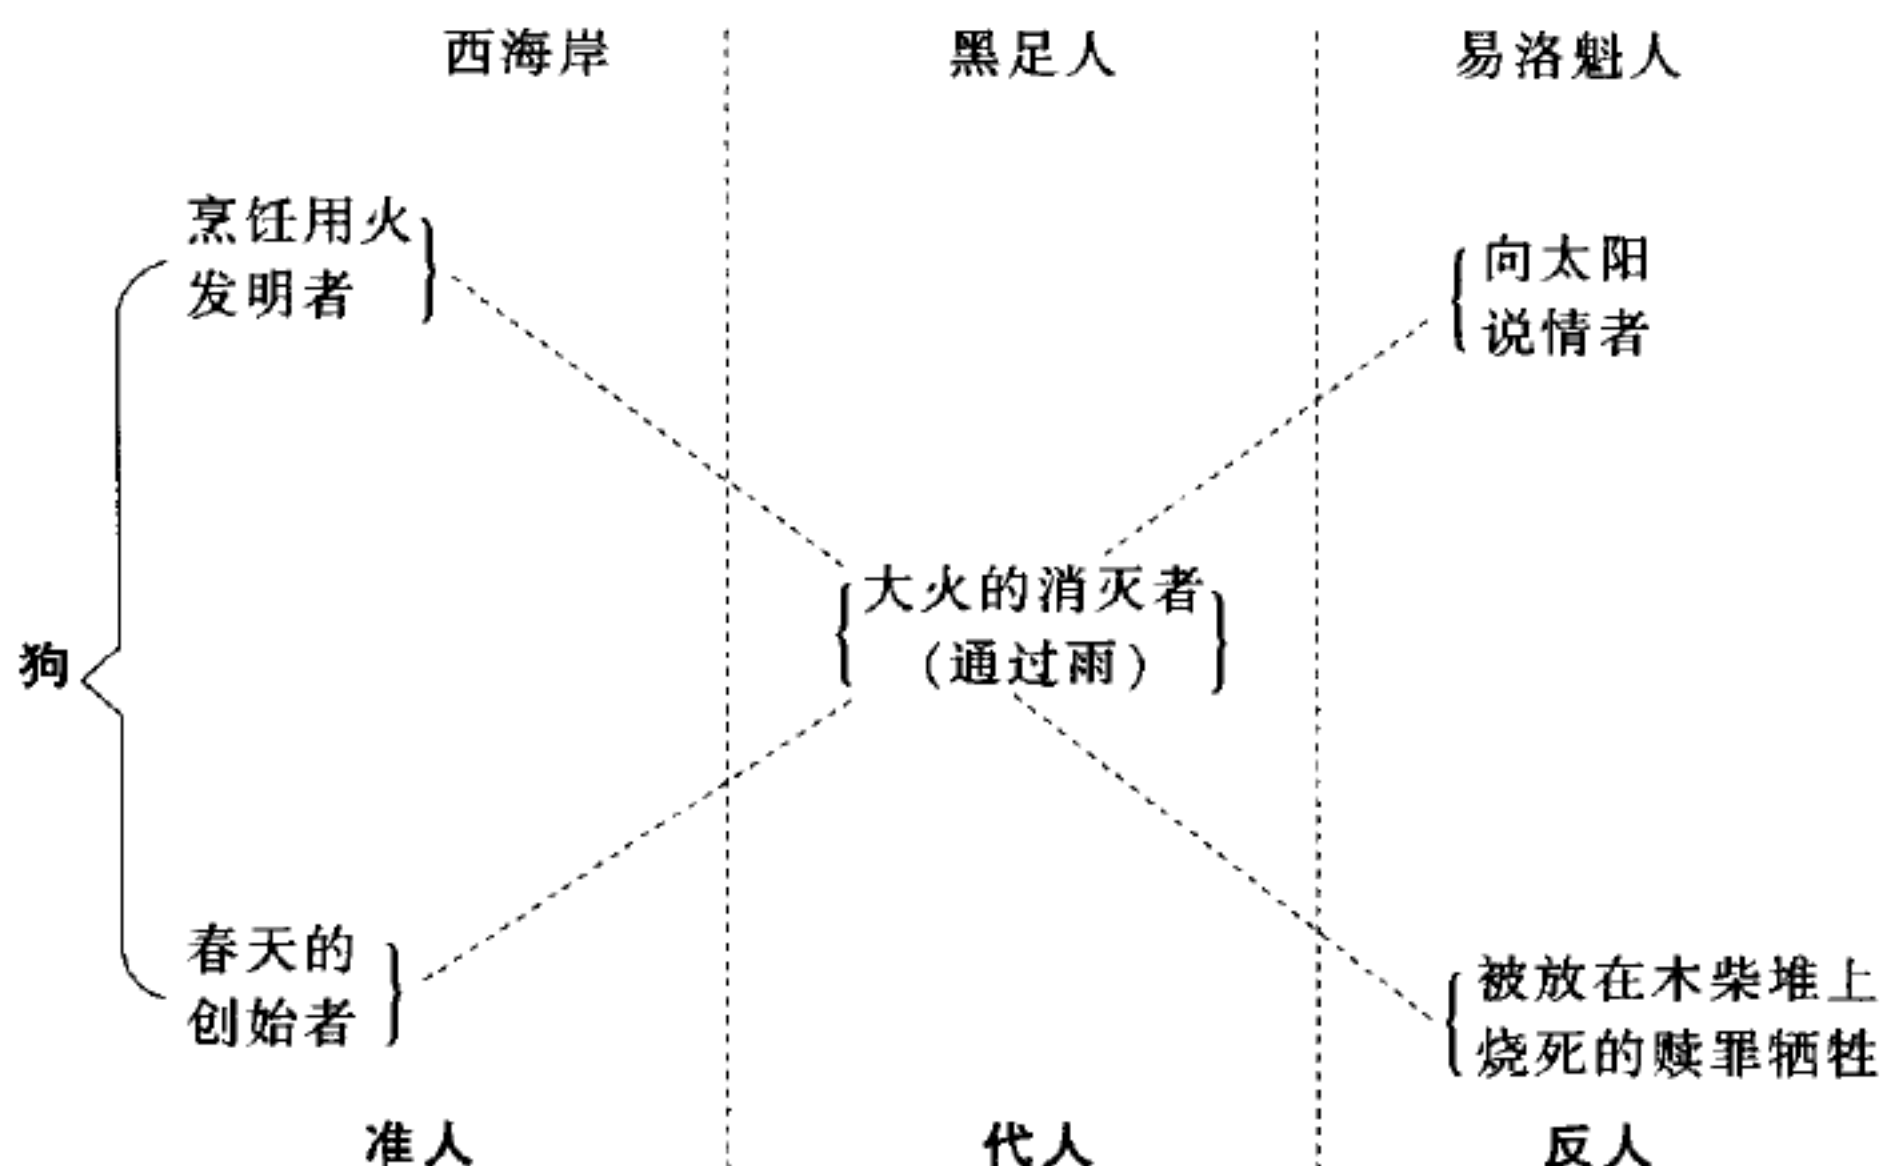 西海岸
黑足人
易洛魁人
烹饪用火
发明者
向太阳
说情者
大火的消灭者
(通过雨)
狗
春天的
创始者
被放在木柴堆上
烧死的赎罪牺牲
准人
代人
反人